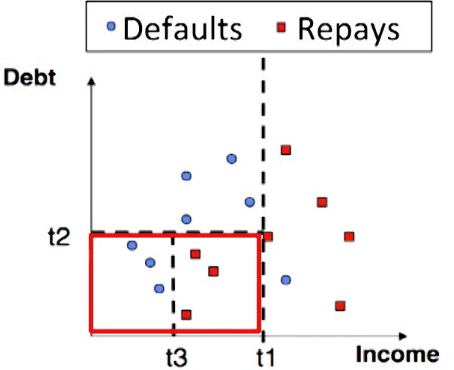 Defaults Repays
Debt
t2
t3 t1 Income